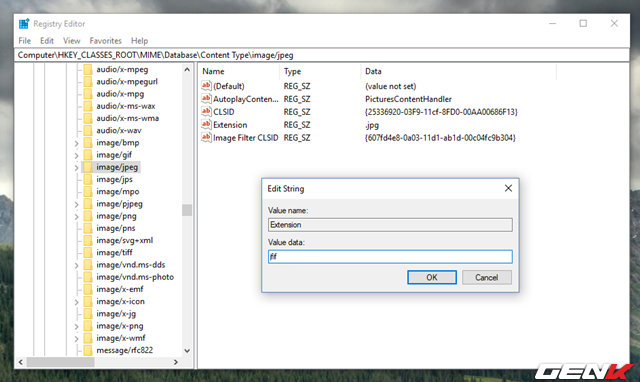 Registry Editor
File Edit View Favorites Help
Computer\HKEY_CLASSES_ROOT\MIME\Database\Content Type\image/jpeg
audio/x-mpeg
audio/x-mpegurl
audio/x-mpg
audio/x-ms-wax
audio/x-ms-wma
audio/x-wav
image/bmp
image/gif
image/jpeg
image/jps
image/mpo
image/pjpeg
image/png
image/pns
image/svg+xml
image/tiff
image/vnd.ms-dds
image/vnd.ms-photo
image/x-emf
image/x-icon
image/x-jg
image/x-png
image/x-wmf
message/rfc822
Name Type Data
(Default) REG_SZ (value not set)
AutoplayConten... REG_SZ PicturesContentHandler
CLSID REG_SZ {25336920-03F9-11cf-8FD0-00AA00686F13}
Extension REG_SZ .jpg
Image Filter CLSID REG_SZ {607fd4e8-0a03-11d1-ab1d-00c04fc9b304}
Edit String
Value name:
Extension
Value data:
OK Cancel
GENK